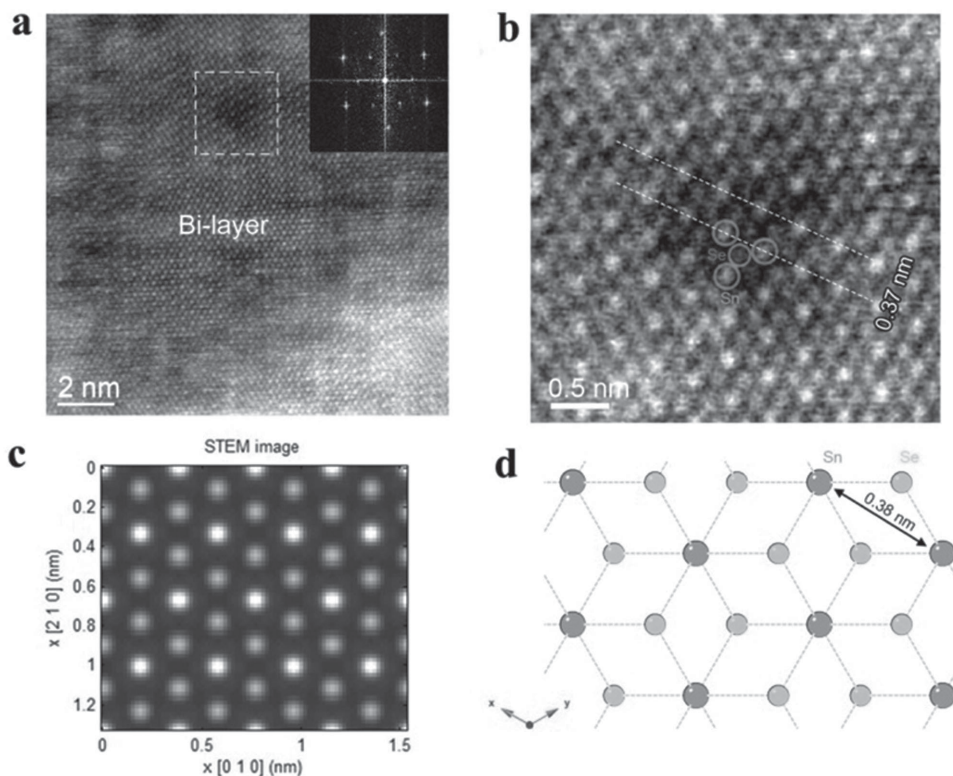 a
Bi-layer
2 nm
b
Se
Sn
0.37 nm
0.5 nm
c
STEM image
x [2 1 0] (nm)
0
0.2
0.4
0.6
0.8
1
1.2
0
0.5
1
1.5
x [0 1 0] (nm)
d
Sn
Se
0.38 nm
x
y